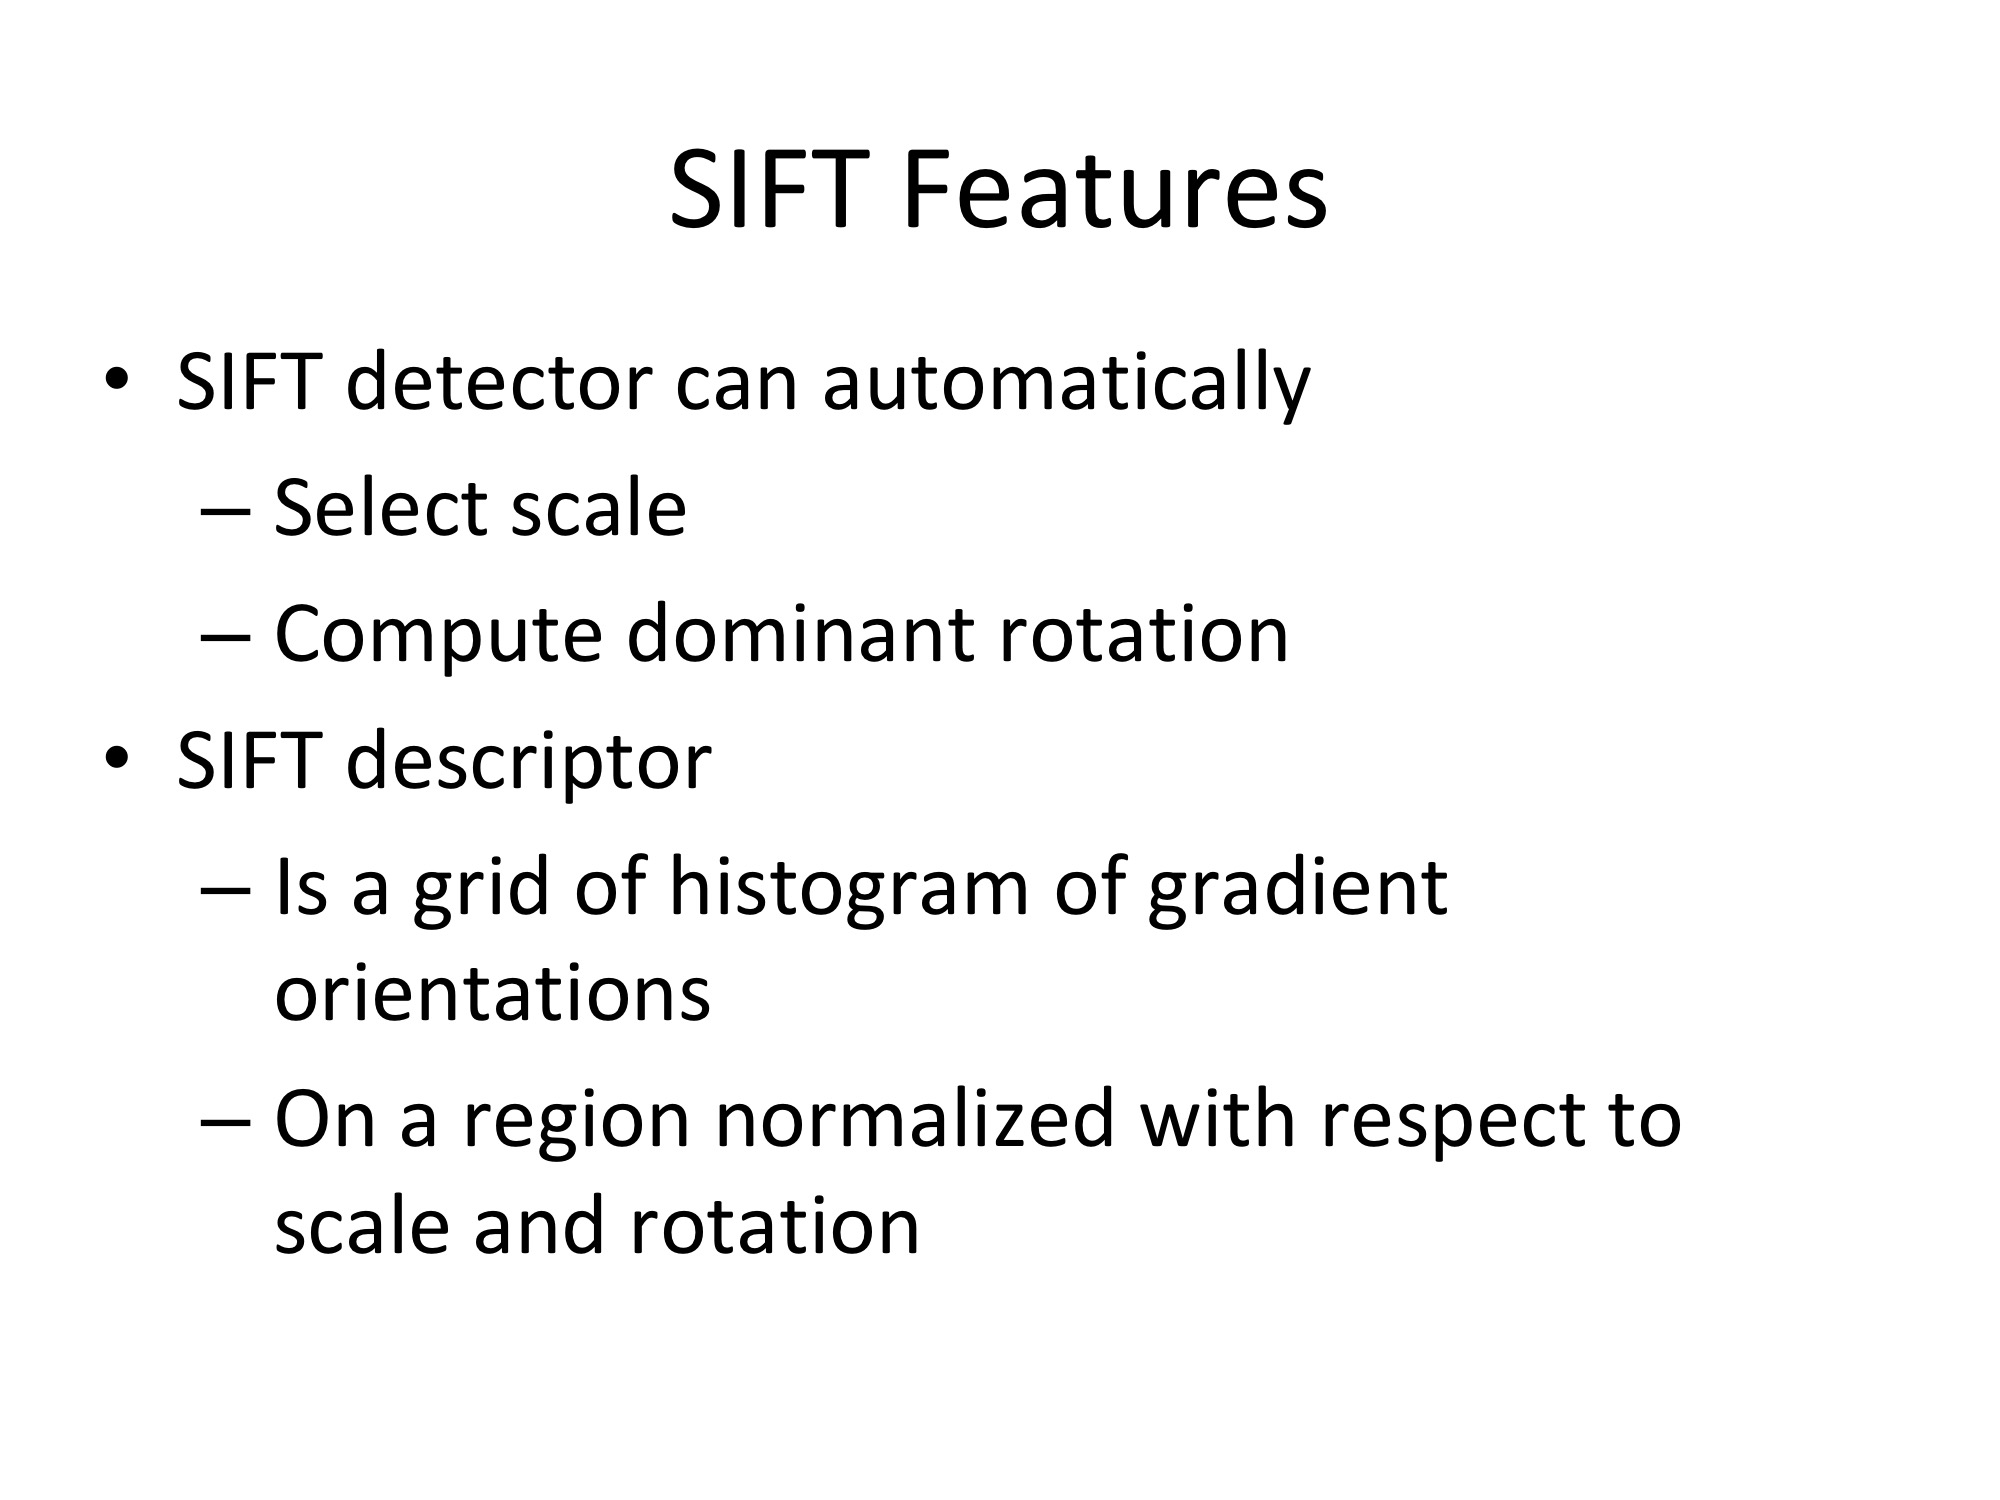 SIFT Features
• SIFT detector can automatically
– Select scale
– Compute dominant rotation
• SIFT descriptor
– Is a grid of histogram of gradient
orientations
– On a region normalized with respect to
scale and rotation